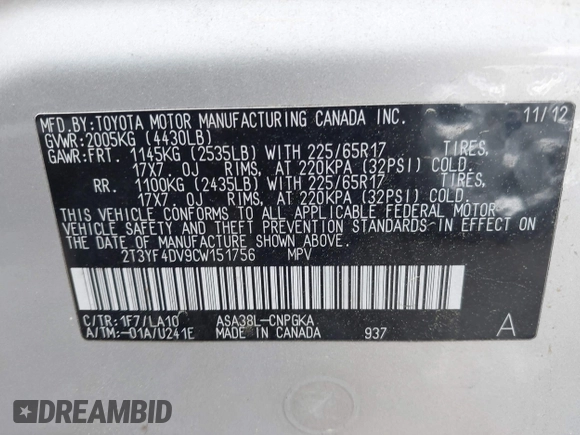 MFD.BY:TOYOTA MOTOR MANUFACTURING CANADA INC. 11/12
GVWR:2005KG (4430LB)
GAWR:FRT. 1145KG (2535LB) WITH 225/65R17 TIRES,
17X7.0J RIMS, AT 220KPA (32PSI) COLD.
RR. 1100KG (2435LB) WITH 225/65R17 TIRES,
17X7.0J RIMS, AT 220KPA (32PSI) COLD.
THIS VEHICLE CONFORMS TO ALL APPLICABLE FEDERAL MOTOR
VEHICLE SAFETY AND THEFT PREVENTION STANDARDS IN EFFECT ON
THE DATE OF MANUFACTURE SHOWN ABOVE.
2T3YF4DV9CW151756 MPV
C/TR:1F7/LA10 ASA38L-CNPGKA
A/TM:-01A/U241E MADE IN CANADA 937 A
DREAMBID